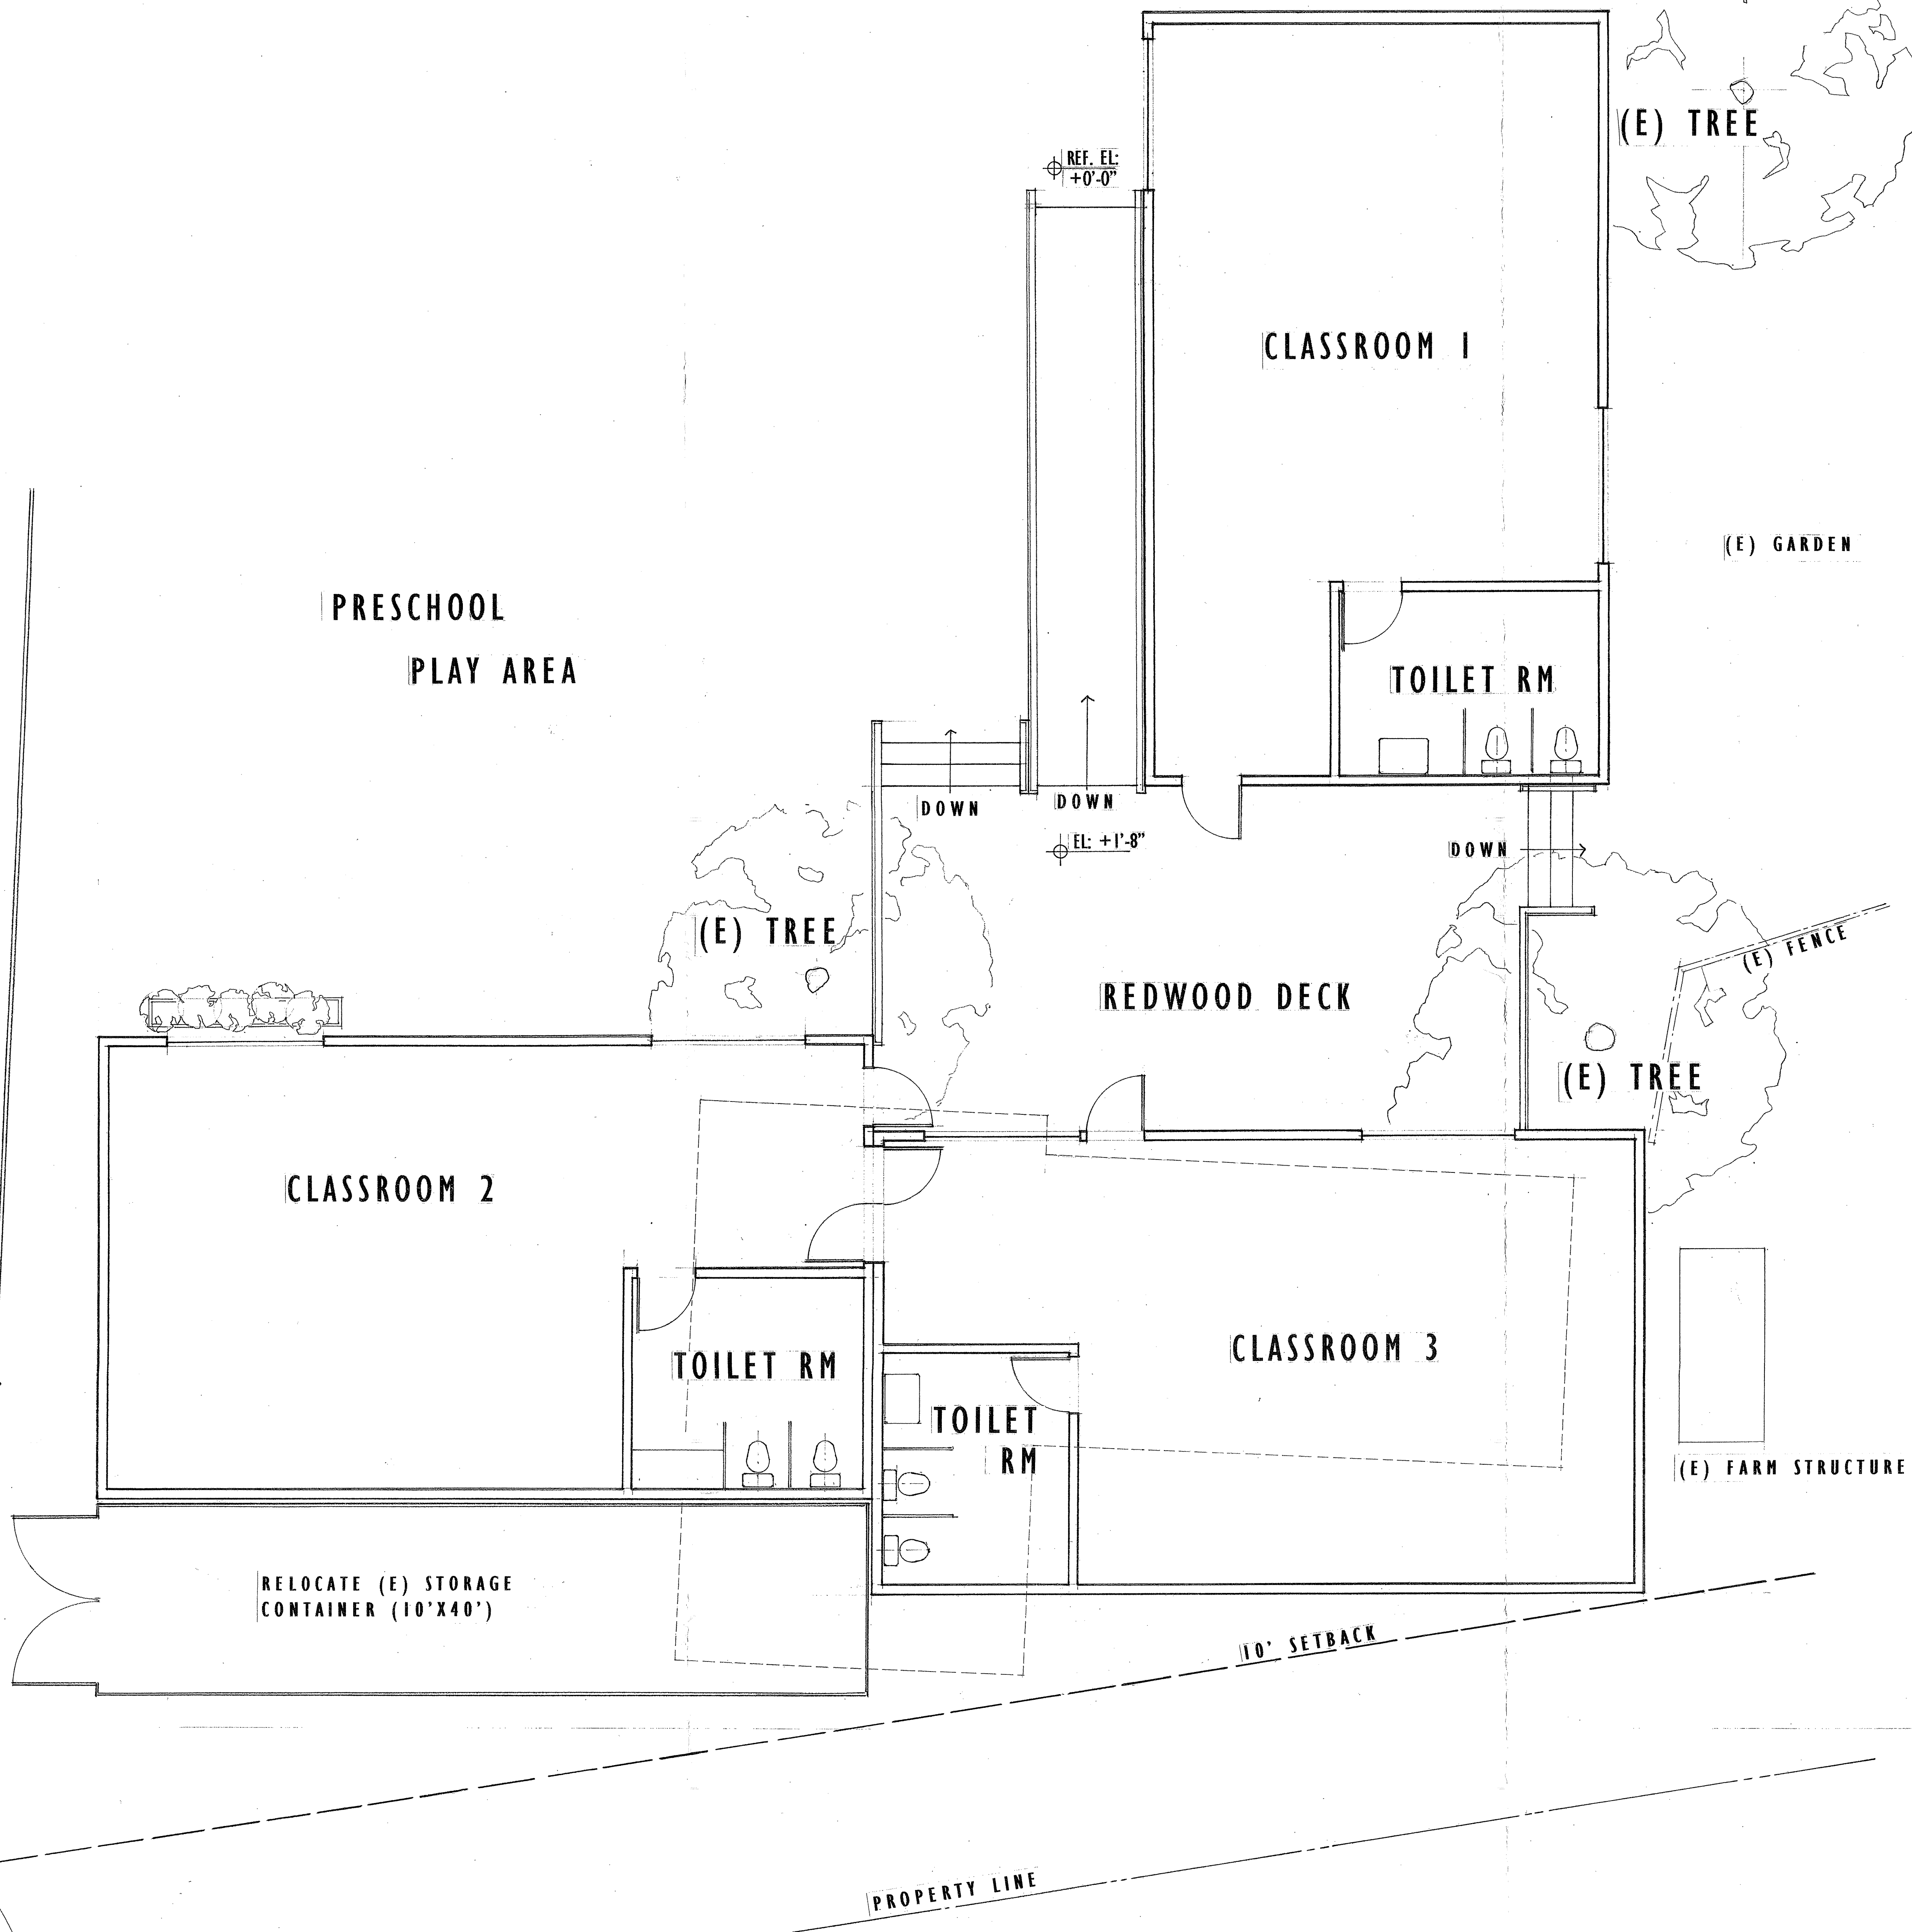 (E) TREE
REF. EL:
+0'-0"
CLASSROOM 1
(E) GARDEN
PRESCHOOL
PLAY AREA
TOILET RM
DOWN
DOWN
EL: +1'-8"
DOWN
(E) TREE
(E) FENCE
REDWOOD DECK
(E) TREE
CLASSROOM 2
CLASSROOM 3
TOILET RM
TOILET
RM
(E) FARM STRUCTURE
RELOCATE (E) STORAGE
CONTAINER (10'X40')
10' SETBACK
PROPERTY LINE